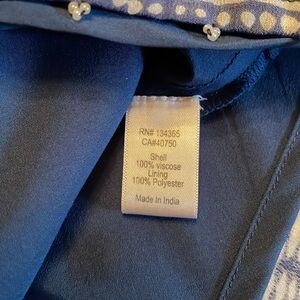 RN# 134365
CA#40750
Shell
100% viscose
Lining
100% Polyester
Made In India